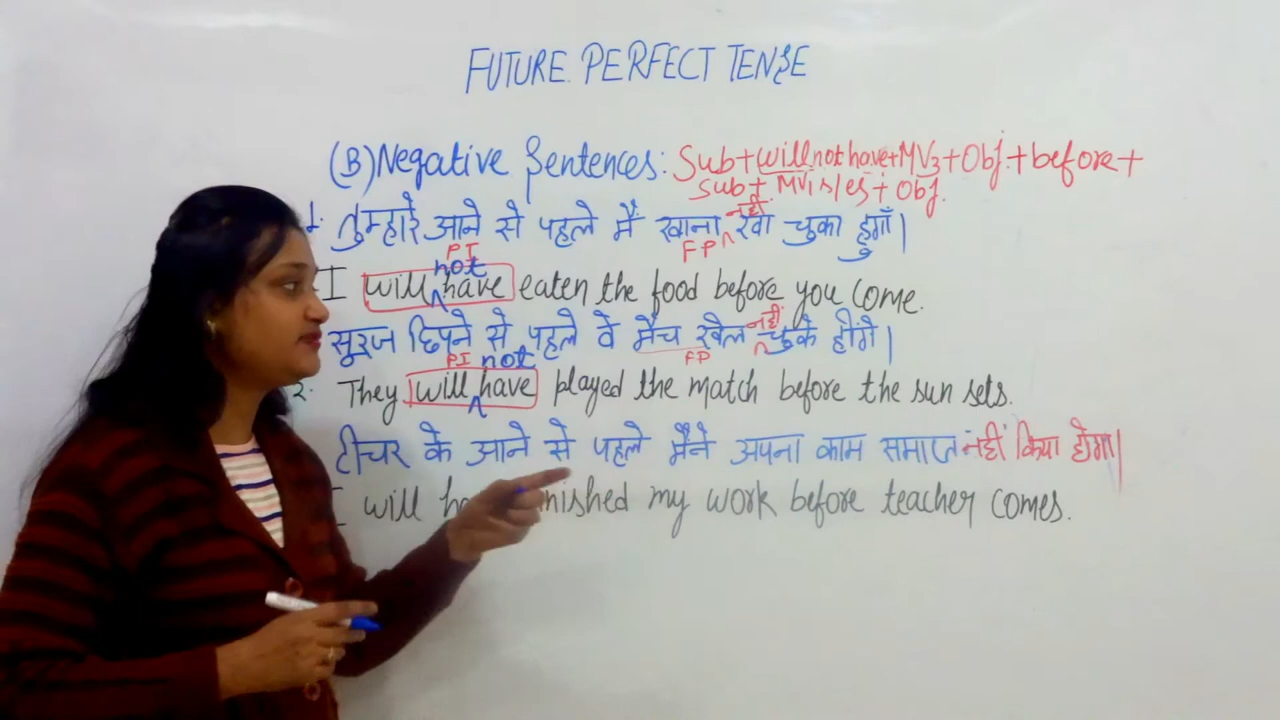 FUTURE PERFECT TENSE
(B) Negative Sentences: Sub+will not have+MV3+Obj.+before+
Sub+ MV1 s/es+ Obj.
1. तुम्हारे आने से पहले मैं खाना नहीं खा चुका हूगाँ।
PI FP
I will not have eaten the food before you come.
सूरज छिपने से पहले वे मैच खेल नहीं चुके होंगे।
PI FP
2. They will not have played the match before the sun sets.
टीचर के आने से पहले मैंने अपना काम समाप्त नहीं किया होगा।
I will my work before teacher comes.